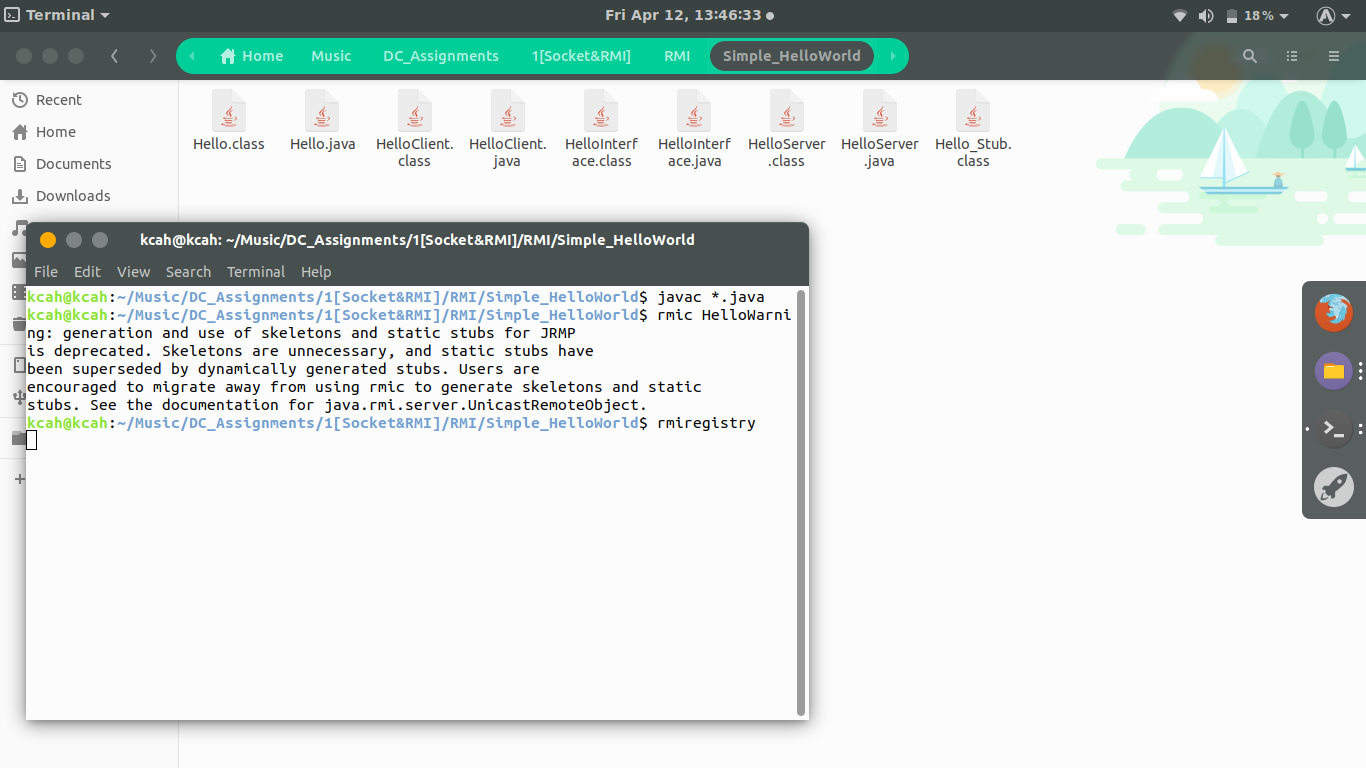 Terminal
Fri Apr 12, 13:46:33
18%
Home
Music
DC_Assignments
1[Socket&RMI]
RMI
Simple_HelloWorld
Recent
Home
Documents
Downloads
Hello.class
Hello.java
HelloClient.
class
HelloClient.
java
HelloInterf
ace.class
HelloInterf
ace.java
HelloServer
.class
HelloServer
.java
Hello_Stub.
class
kcah@kcah: ~/Music/DC_Assignments/1[Socket&RMI]/RMI/Simple_HelloWorld
File Edit View Search Terminal Help
kcah@kcah:~/Music/DC_Assignments/1[Socket&RMI]/RMI/Simple_HelloWorld$ javac *.java
kcah@kcah:~/Music/DC_Assignments/1[Socket&RMI]/RMI/Simple_HelloWorld$ rmic HelloWarni
ng: generation and use of skeletons and static stubs for JRMP
is deprecated. Skeletons are unnecessary, and static stubs have
been superseded by dynamically generated stubs. Users are
encouraged to migrate away from using rmic to generate skeletons and static
stubs. See the documentation for java.rmi.server.UnicastRemoteObject.
kcah@kcah:~/Music/DC_Assignments/1[Socket&RMI]/RMI/Simple_HelloWorld$ rmiregistry